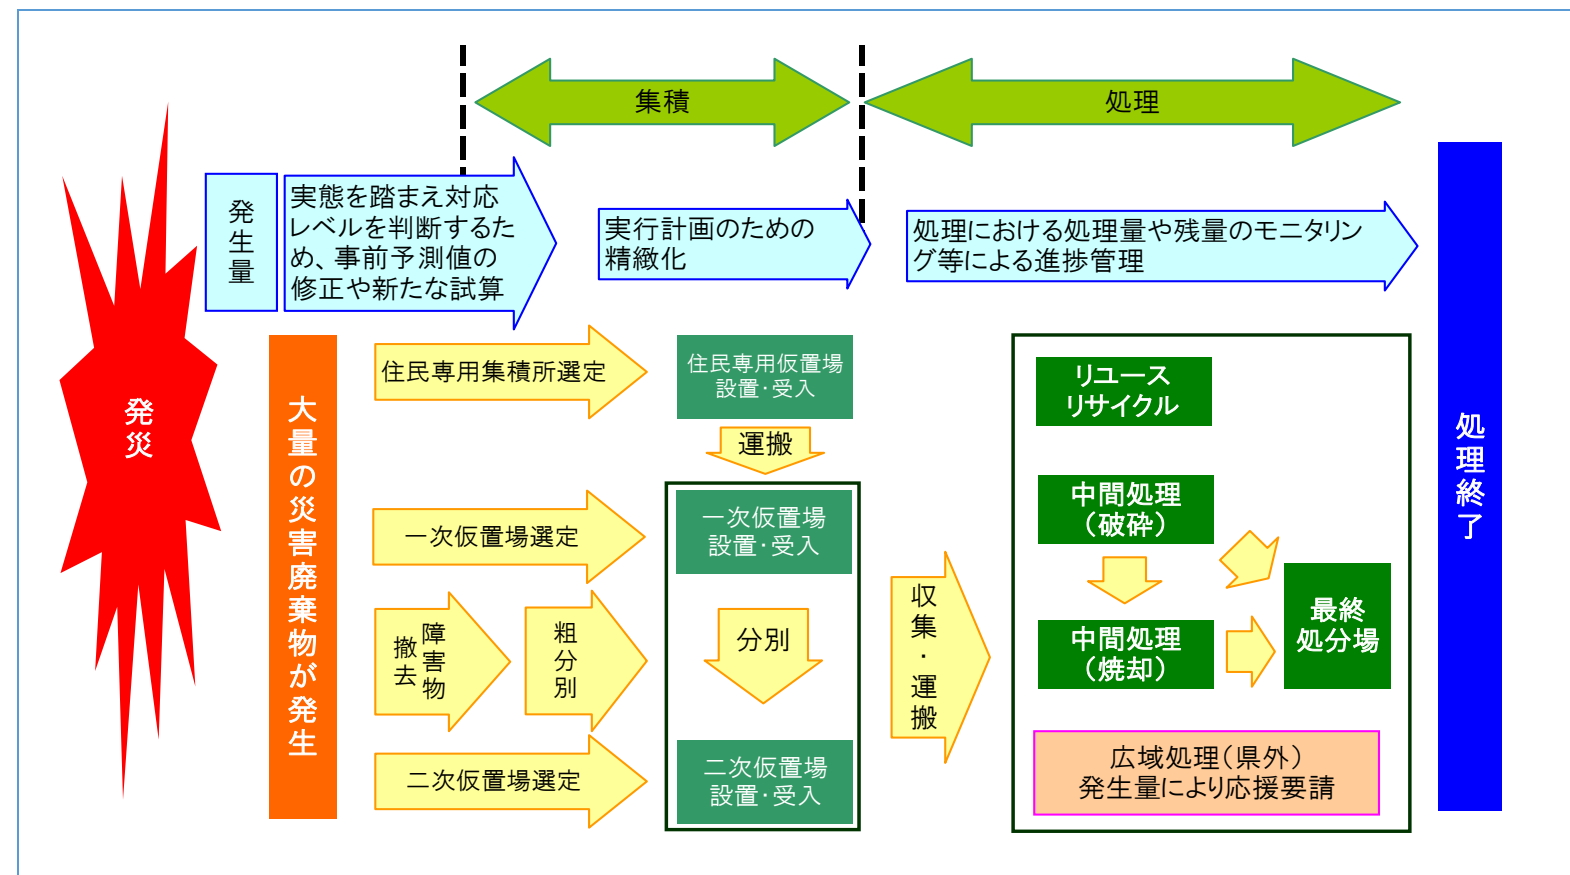 集積
処理
発災
発生量
実態を踏まえ対応
レベルを判断するた
め、事前予測値の
修正や新たな試算
実行計画のための
精緻化
処理における処理量や残量のモニタリン
グ等による進捗管理
大量の災害廃棄物が発生
住民専用集積所選定
住民専用仮置場
設置・受入
運搬
一次仮置場選定
一次仮置場
設置・受入
障害物
撤去
粗分別
分別
二次仮置場選定
二次仮置場
設置・受入
収集・運搬
リユース
リサイクル
中間処理
（破砕）
中間処理
（焼却）
最終
処分場
広域処理（県外）
発生量により応援要請
処理終了